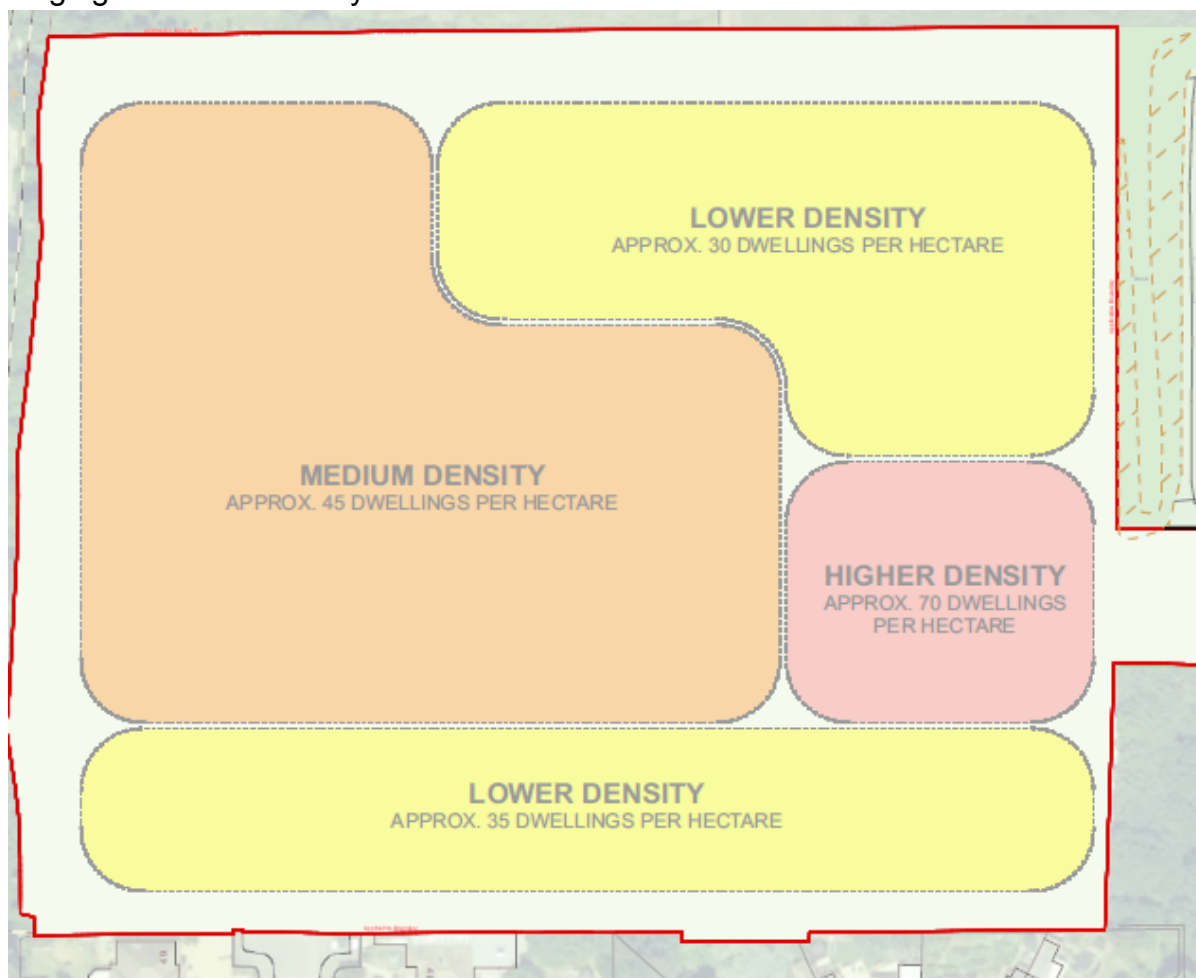 LOWER DENSITY
APPROX. 30 DWELLINGS PER HECTARE
MEDIUM DENSITY
APPROX. 45 DWELLINGS PER HECTARE
HIGHER DENSITY
APPROX. 70 DWELLINGS
PER HECTARE
LOWER DENSITY
APPROX. 35 DWELLINGS PER HECTARE
49